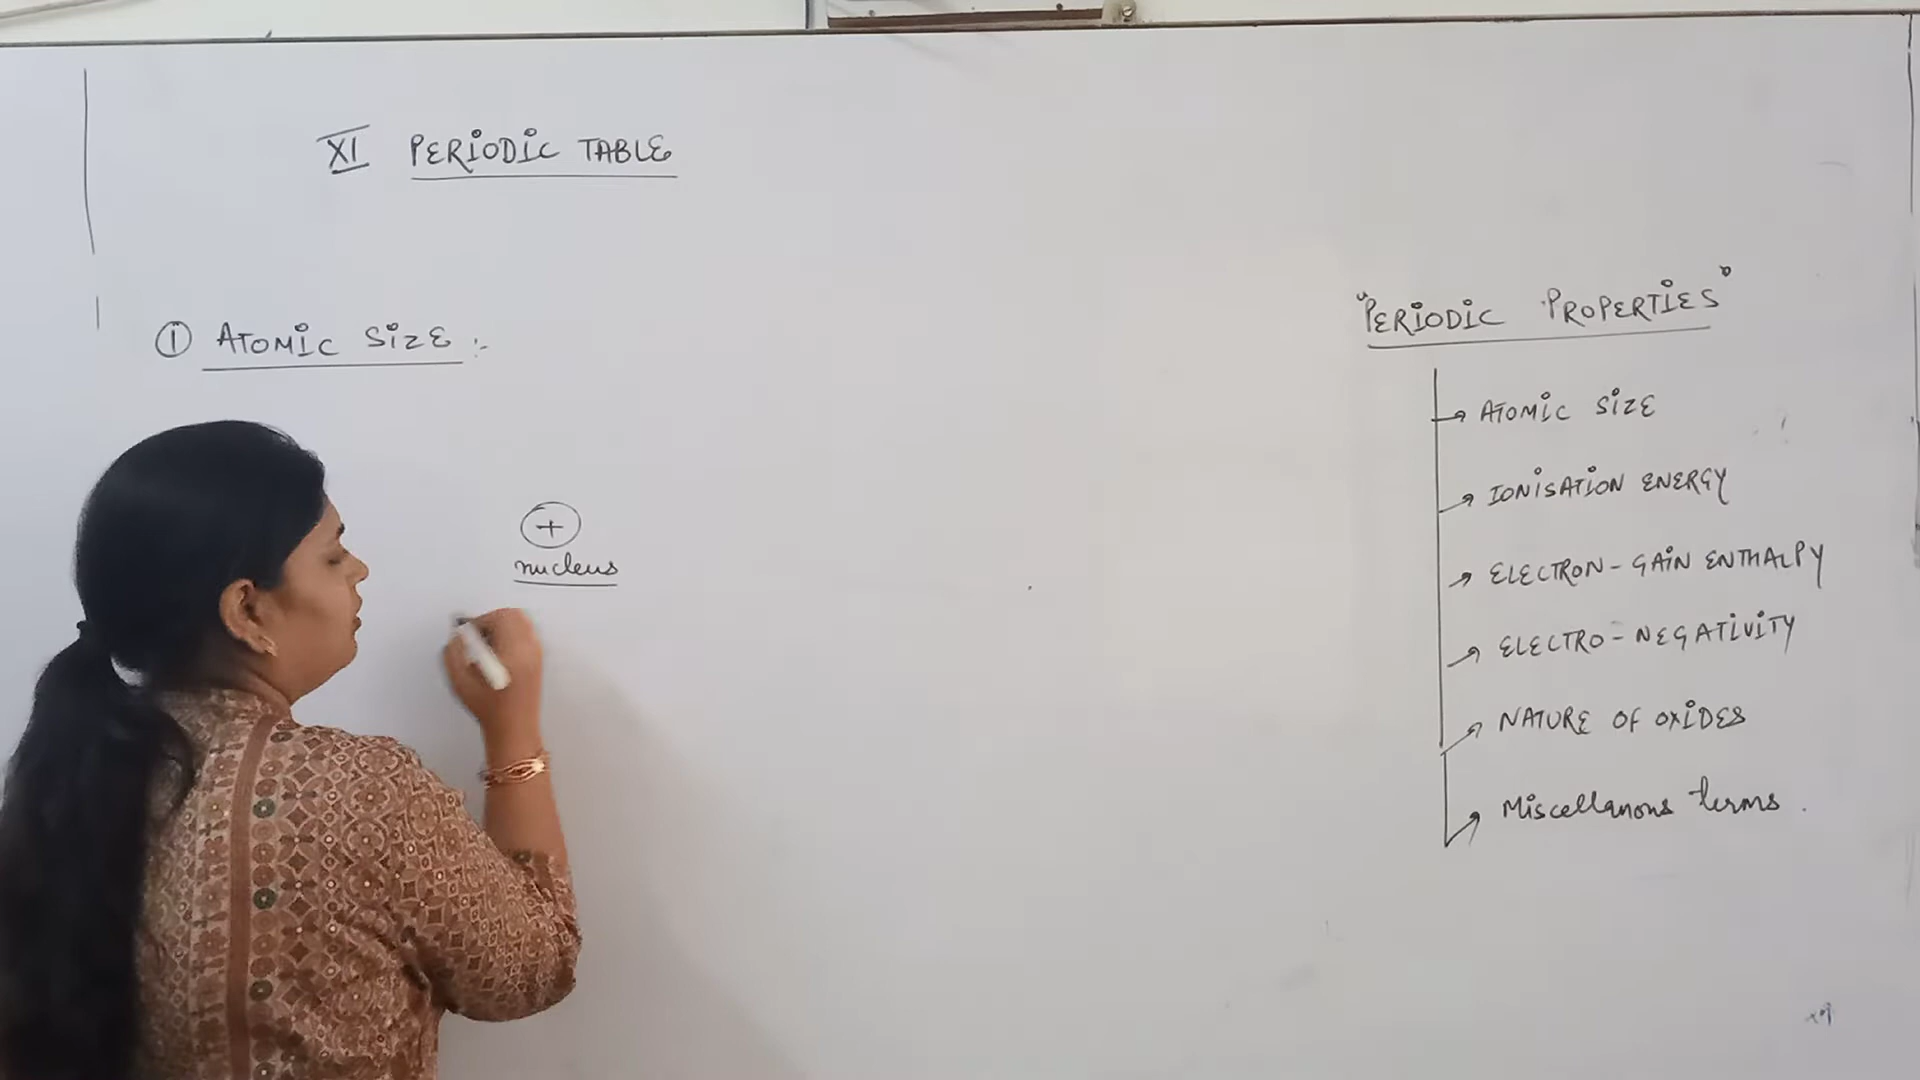 XI PERIODIC TABLE
① ATOMIC SIZE :-
+
nucleus
"PERIODIC PROPERTIES"
→ ATOMIC SIZE
→ IONISATION ENERGY
→ ELECTRON-GAIN ENTHALPY
→ ELECTRO-NEGATIVITY
→ NATURE OF OXIDES
→ Miscellanous terms.